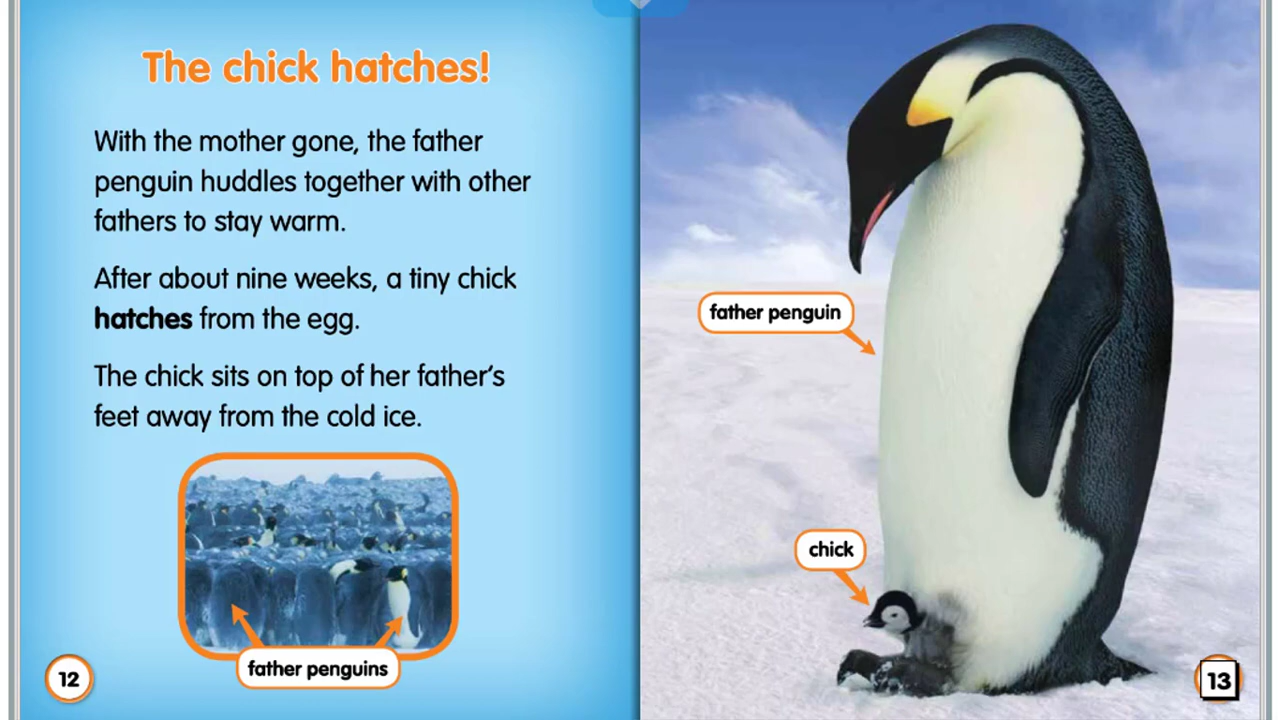 The chick hatches!
With the mother gone, the father
penguin huddles together with other
fathers to stay warm.
After about nine weeks, a tiny chick
hatches from the egg.
The chick sits on top of her father's
feet away from the cold ice.
father penguins
12
father penguin
chick
13